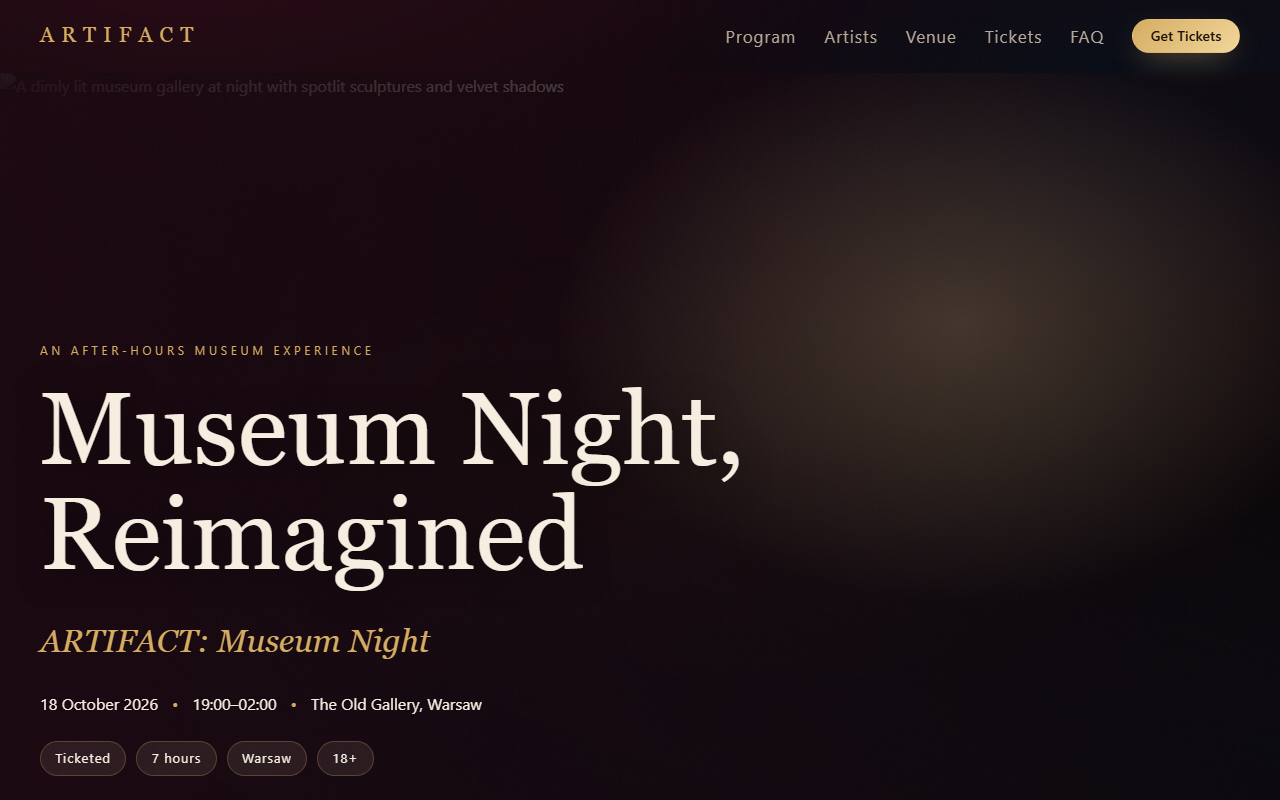 ARTIFACT
Program Artists Venue Tickets FAQ Get Tickets
A dimly lit museum gallery at night with spotlit sculptures and velvet shadows
AN AFTER-HOURS MUSEUM EXPERIENCE
Museum Night,
Reimagined
ARTIFACT: Museum Night
18 October 2026 • 19:00–02:00 • The Old Gallery, Warsaw
Ticketed 7 hours Warsaw 18+